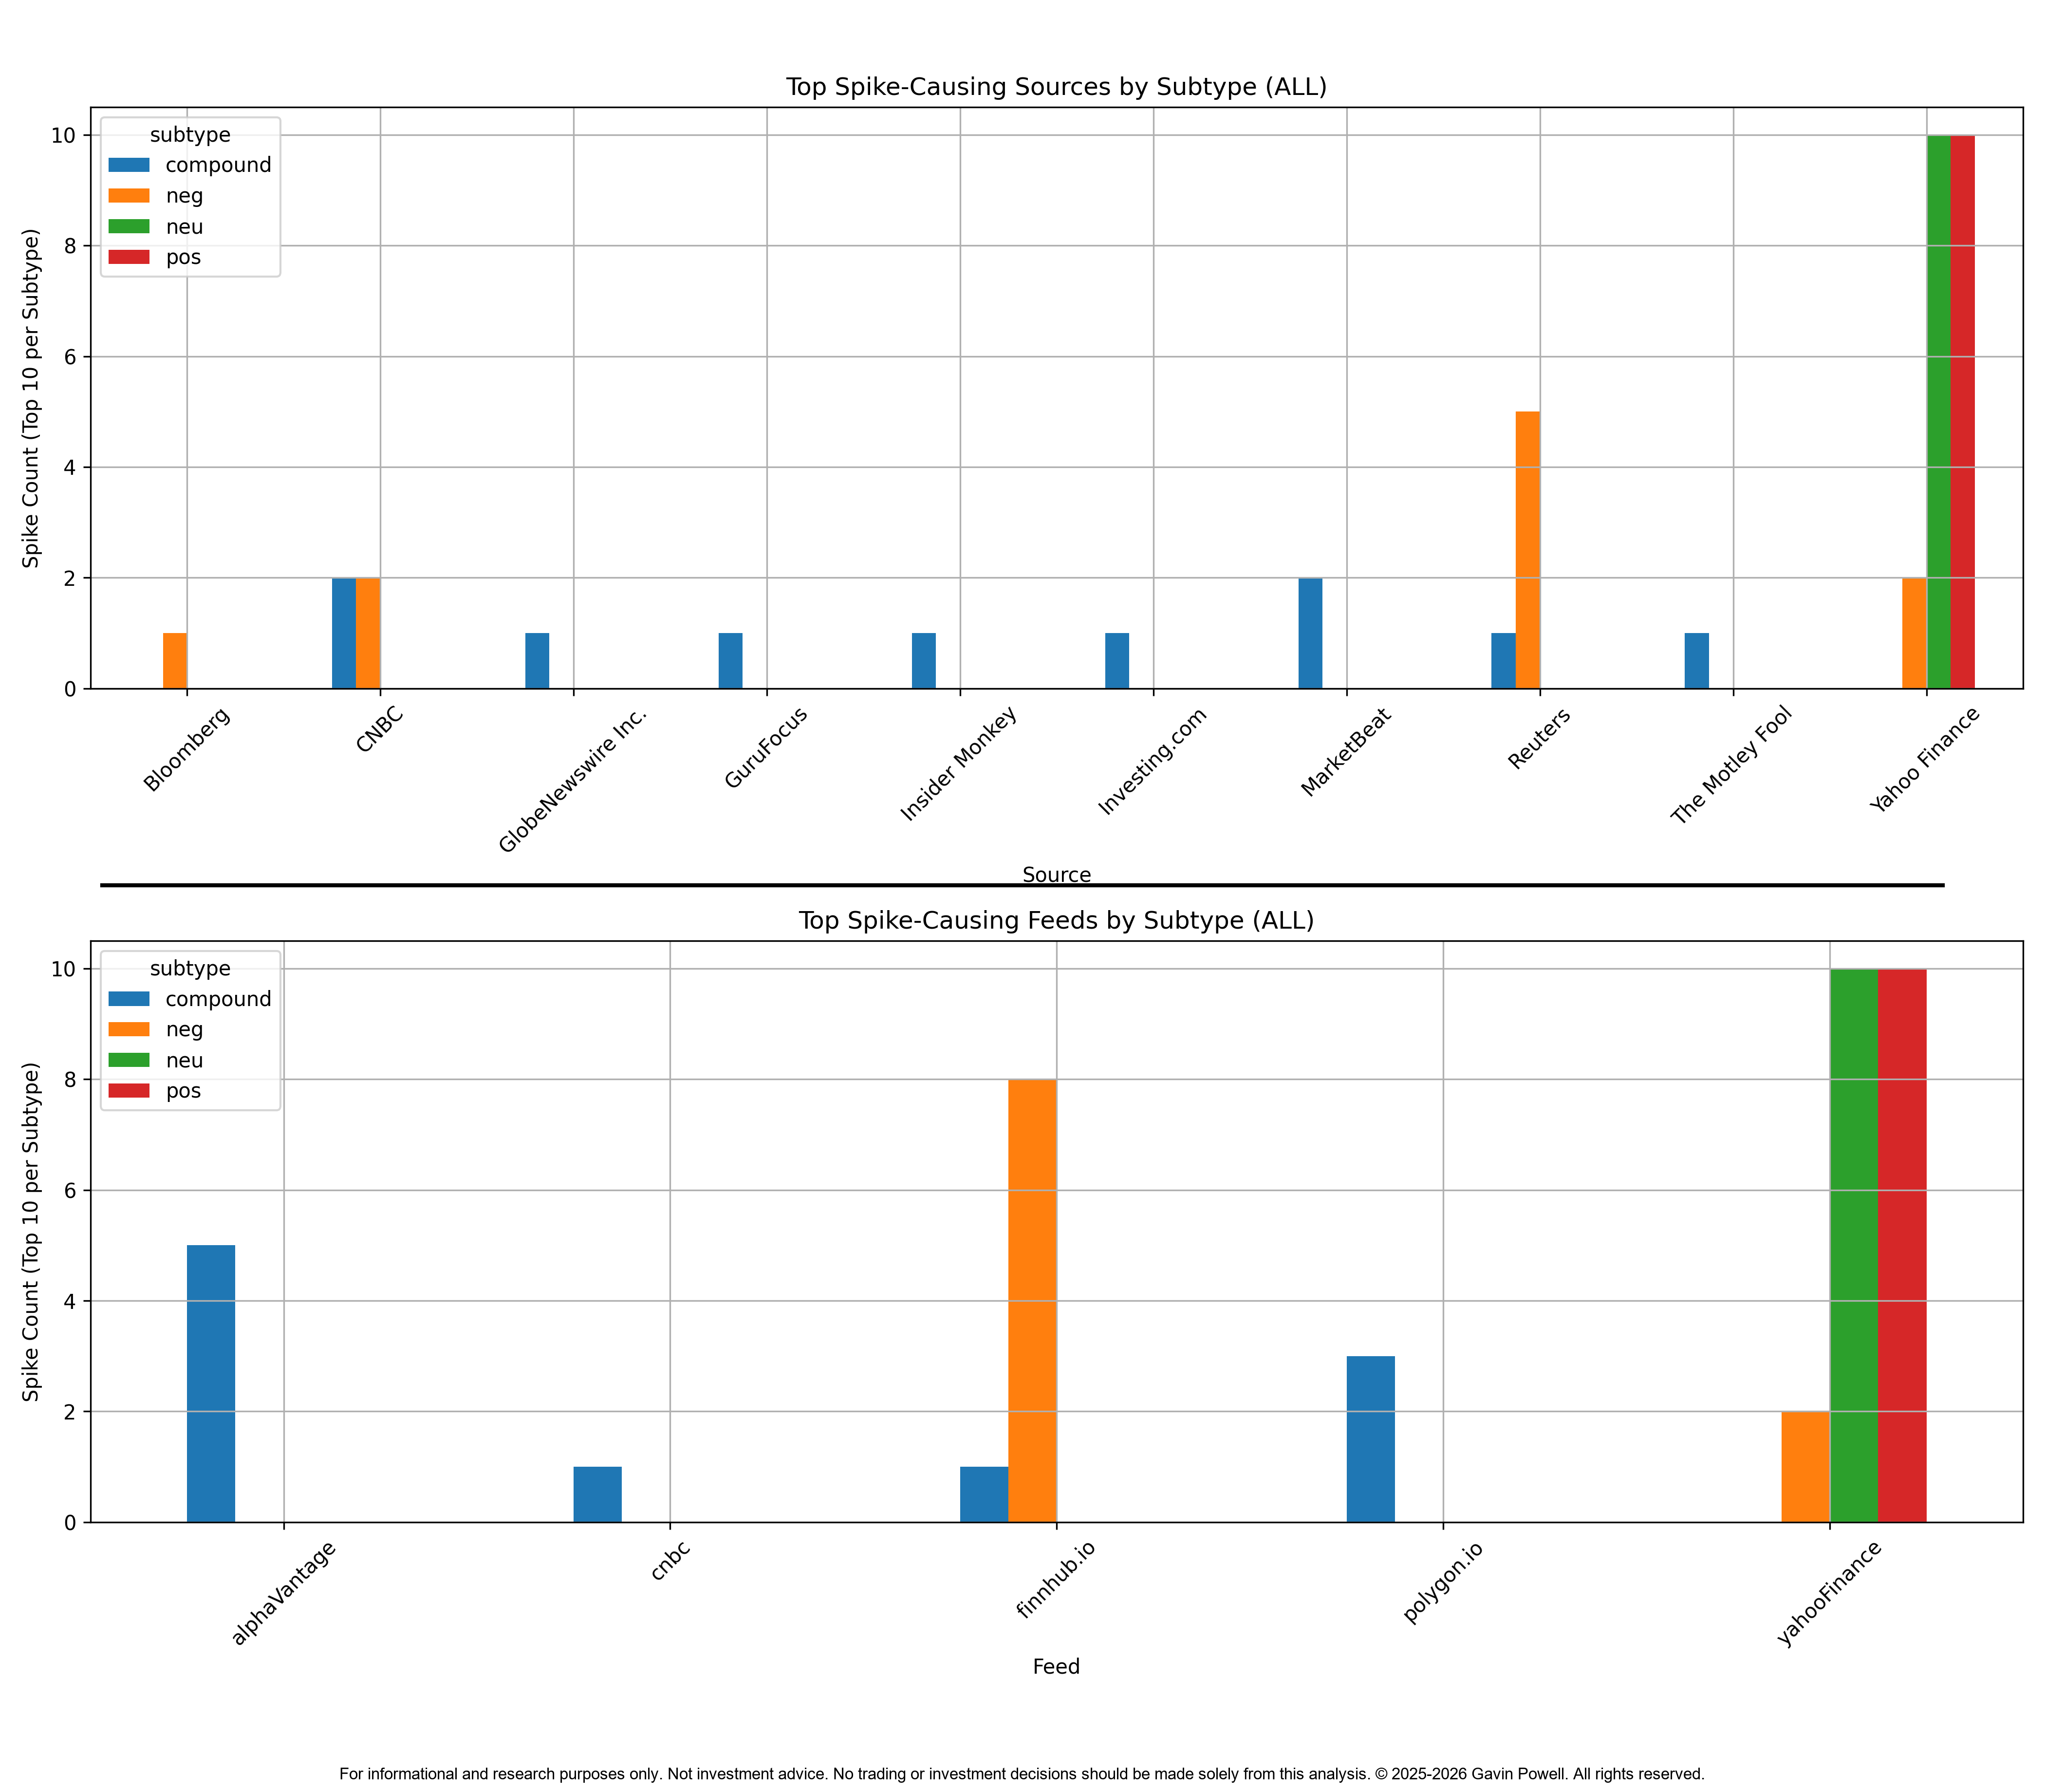 Top Spike-Causing Sources by Subtype (ALL)
Spike Count (Top 10 per Subtype)
10
8
6
4
2
0
subtype
compound
neg
neu
pos
Bloomberg
CNBC
GlobeNewswire Inc.
GuruFocus
Insider Monkey
Investing.com
MarketBeat
Reuters
The Motley Fool
Yahoo Finance
Source
Top Spike-Causing Feeds by Subtype (ALL)
Spike Count (Top 10 per Subtype)
10
8
6
4
2
0
subtype
compound
neg
neu
pos
alphaVantage
cnbc
finnhub.io
polygon.io
yahooFinance
Feed
For informational and research purposes only. Not investment advice. No trading or investment decisions should be made solely from this analysis. © 2025-2026 Gavin Powell. All rights reserved.